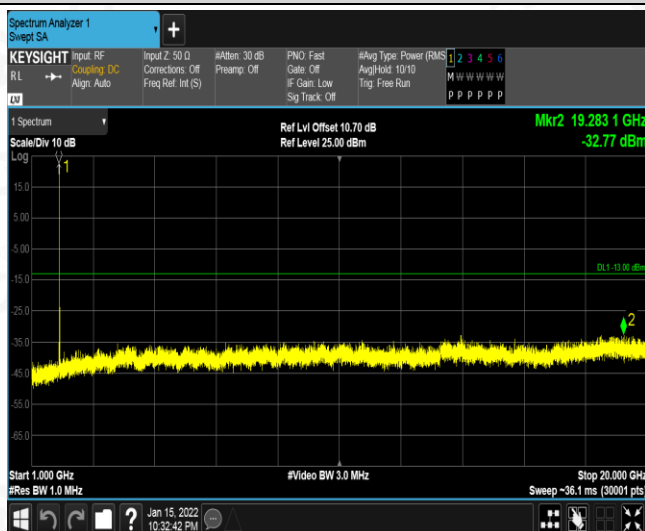 Spectrum Analyzer 1
Swept SA
+
KEYSIGHT Input: RF
RL Coupling: DC
Align: Auto
LXI
Input Z: 50 Ω
Corrections: Off
Freq Ref: Int (S)
#Atten: 30 dB
Preamp: Off
PNO: Fast
Gate: Off
IF Gain: Low
Sig Track: Off
#Avg Type: Power (RMS
Avg|Hold: 10/10
Trig: Free Run
1 2 3 4 5 6
M W W W W W
P P P P P P
1 Spectrum
Scale/Div 10 dB
Ref Lvl Offset 10.70 dB
Ref Level 25.00 dBm
Mkr2 19.283 1 GHz
-32.77 dBm
Log
1
15.0
5.00
-5.00
DL1 -13.00 dBm
-15.0
-25.0
2
-35.0
-45.0
-55.0
-65.0
Start 1.000 GHz
#Res BW 1.0 MHz
#Video BW 3.0 MHz
Stop 20.000 GHz
Sweep ~36.1 ms (30001 pts)
?
Jan 15, 2022
10:32:42 PM